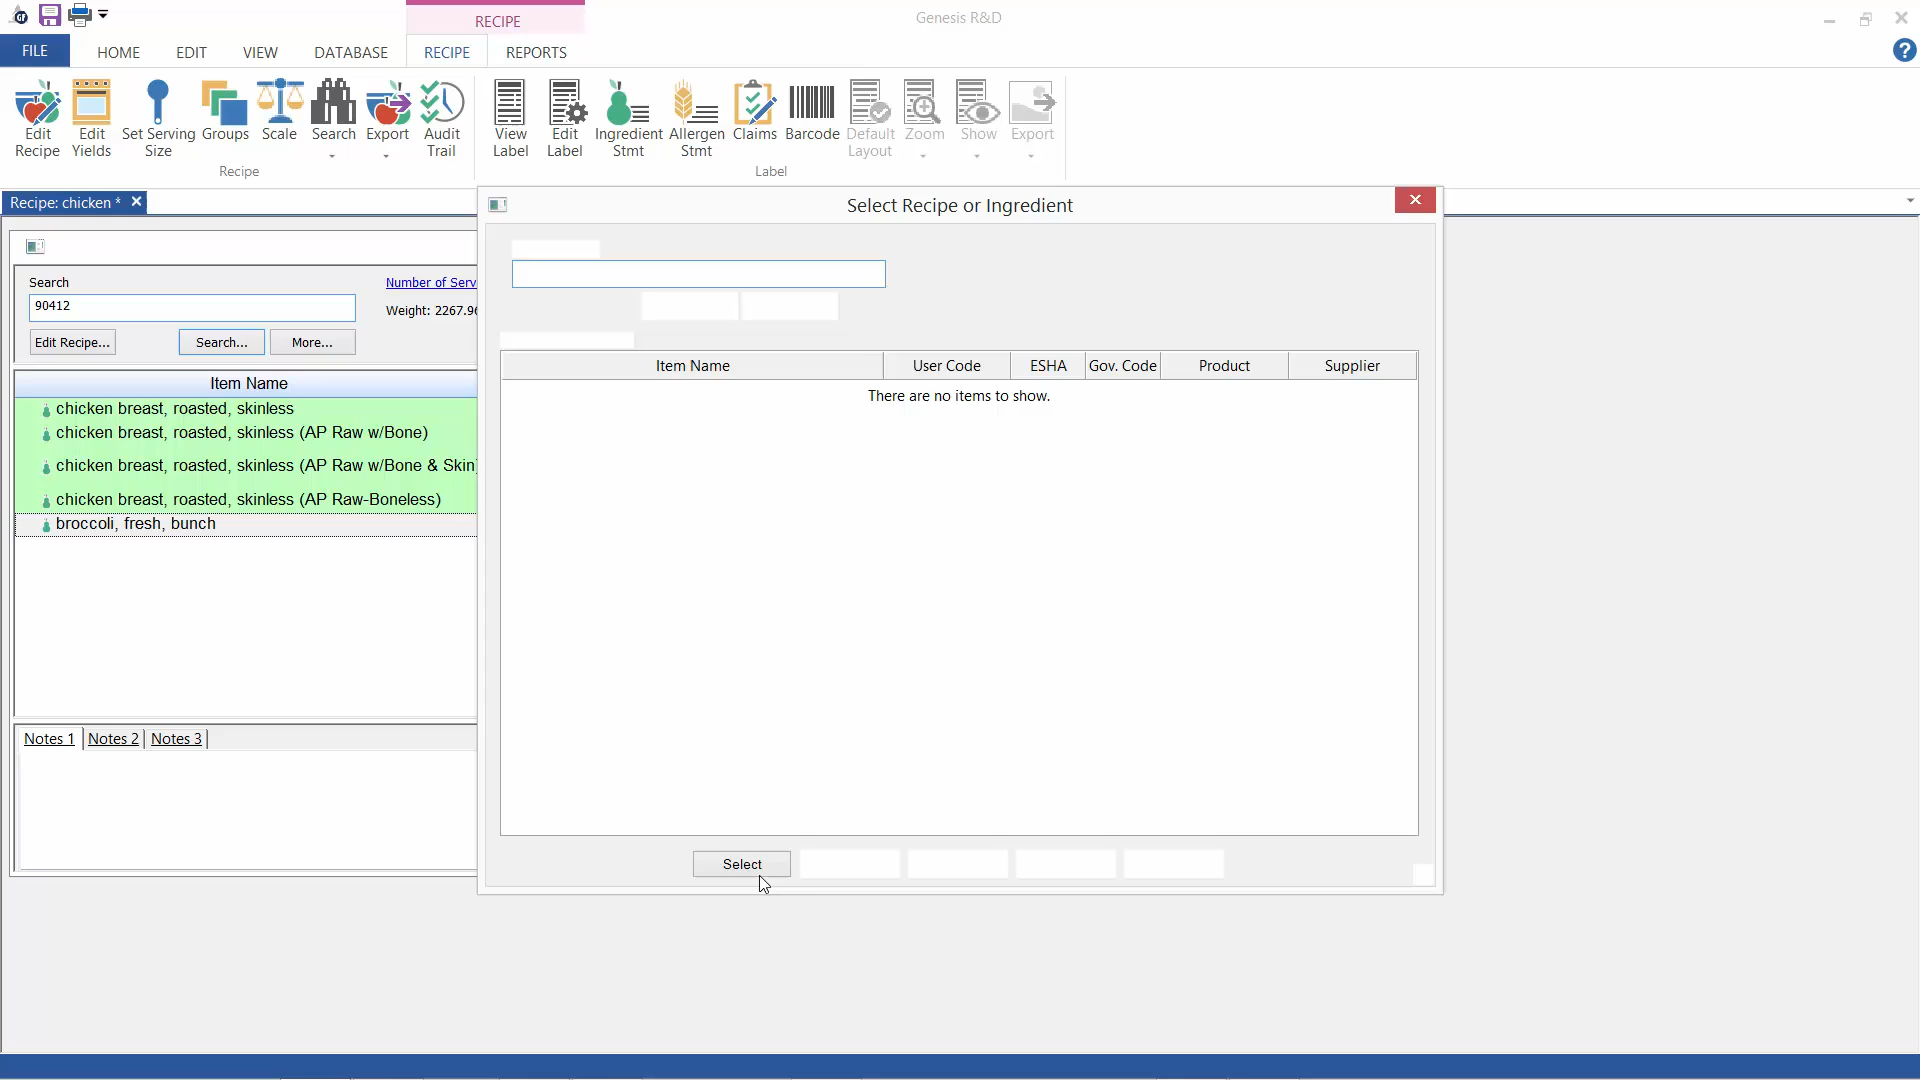 RECIPE
Genesis R&D
FILE HOME EDIT VIEW DATABASE RECIPE REPORTS
Edit Recipe
Edit Yields
Set Serving Size
Groups
Scale
Search
Export
Audit Trail
Recipe
View Label
Edit Label
Ingredient Stmt
Allergen Stmt
Claims
Barcode
Default Layout
Zoom
Show
Export
Label
Recipe: chicken *
Search
Number of Serv
90412
Weight: 2267.96
Edit Recipe... Search... More...
Item Name
chicken breast, roasted, skinless
chicken breast, roasted, skinless (AP Raw w/Bone)
chicken breast, roasted, skinless (AP Raw w/Bone & Skin)
chicken breast, roasted, skinless (AP Raw-Boneless)
broccoli, fresh, bunch
Notes 1 Notes 2 Notes 3
Select Recipe or Ingredient
Item Name User Code ESHA Gov. Code Product Supplier
There are no items to show.
Select